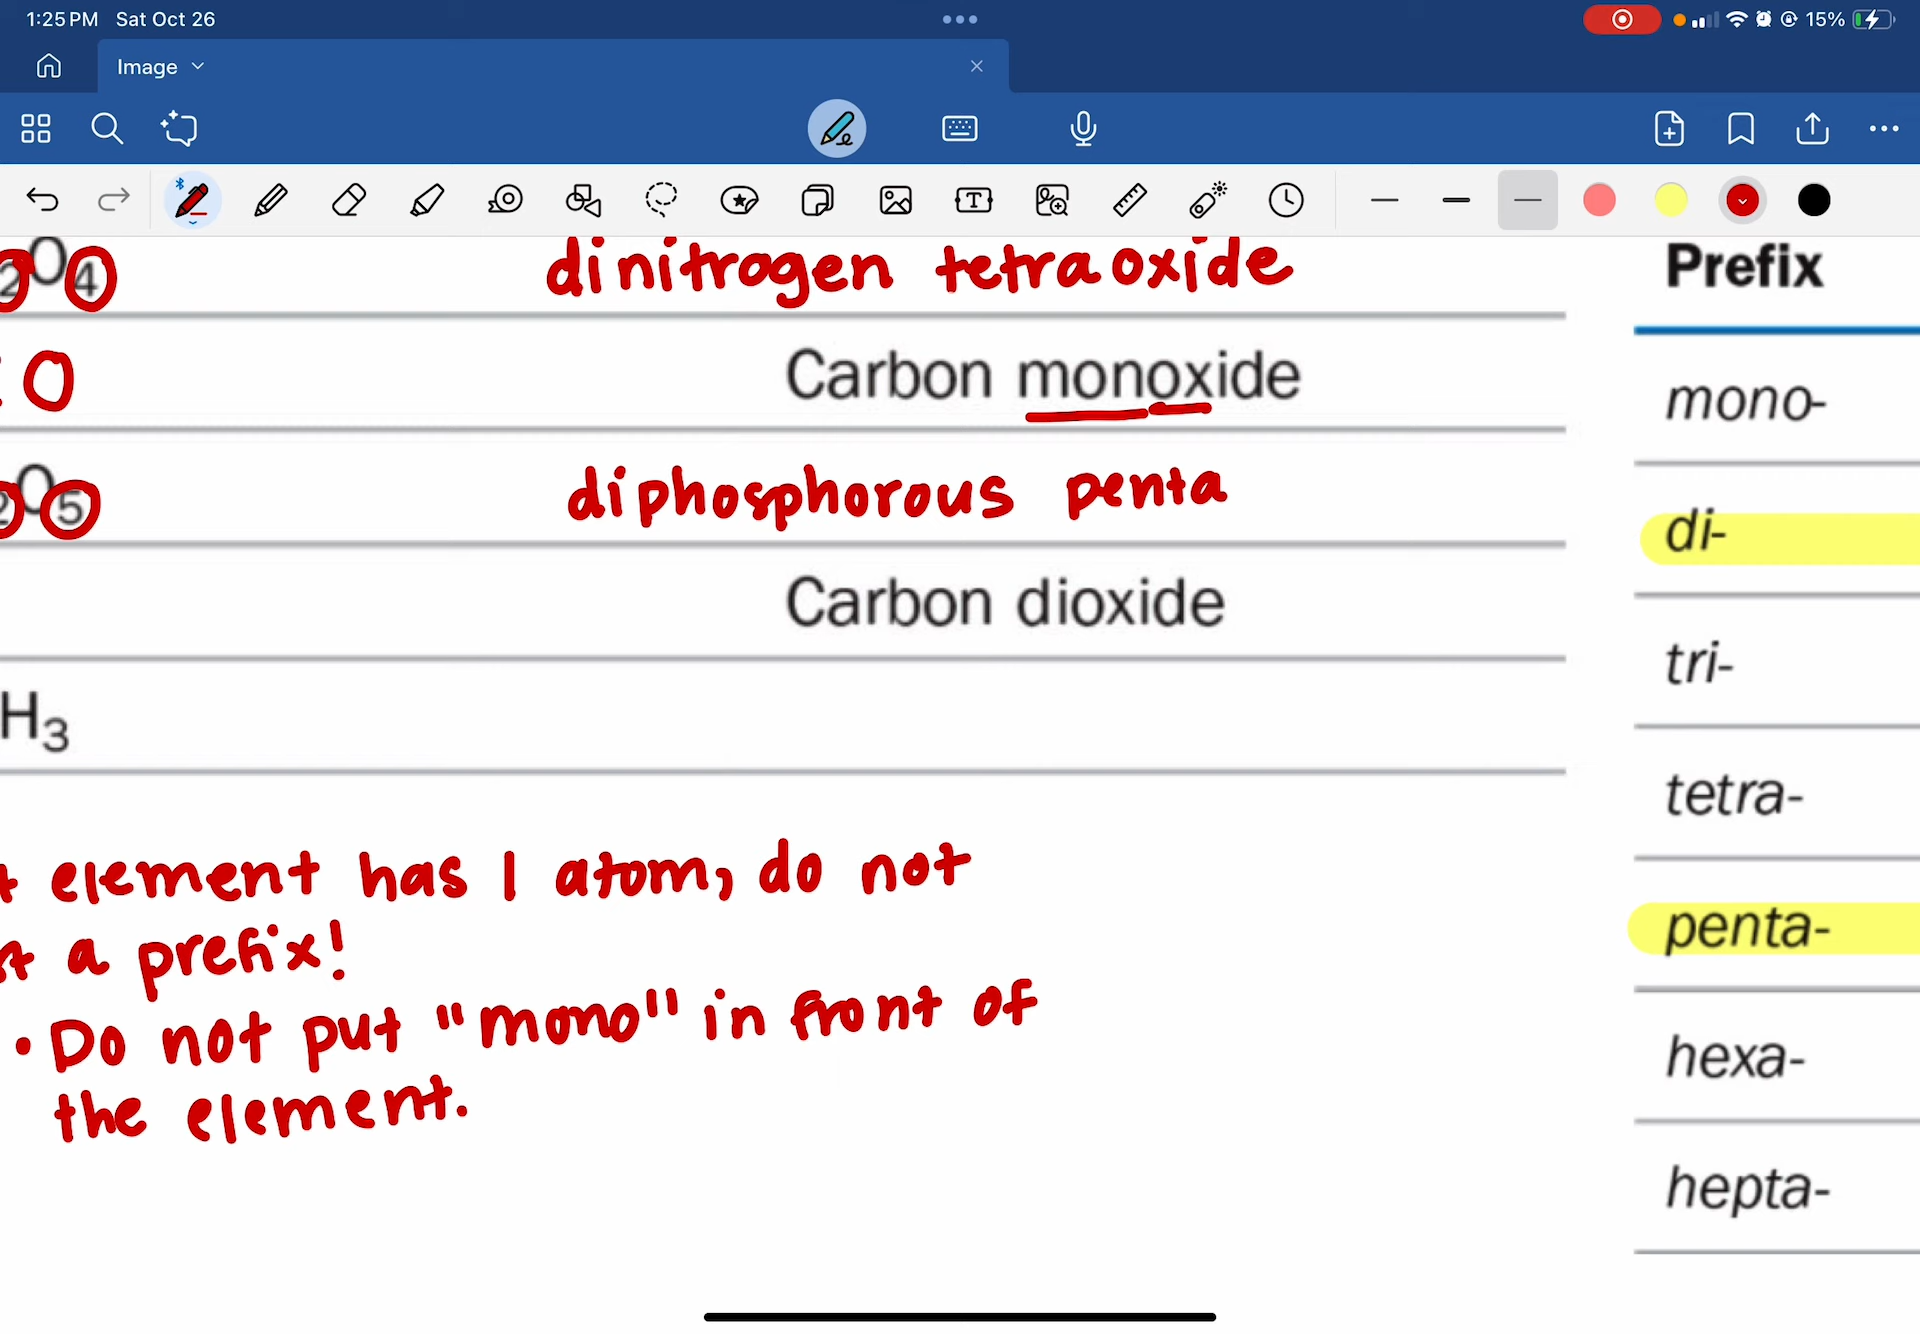 1:25 PM Sat Oct 26
15%
Image
₂O₄ dinitrogen tetraoxide
O Carbon monoxide
₂O₅ diphosphorous penta
Carbon dioxide
H₃
element has 1 atom, do not
a prefix!
• Do not put "mono" in front of
the element.
Prefix
mono-
di-
tri-
tetra-
penta-
hexa-
hepta-